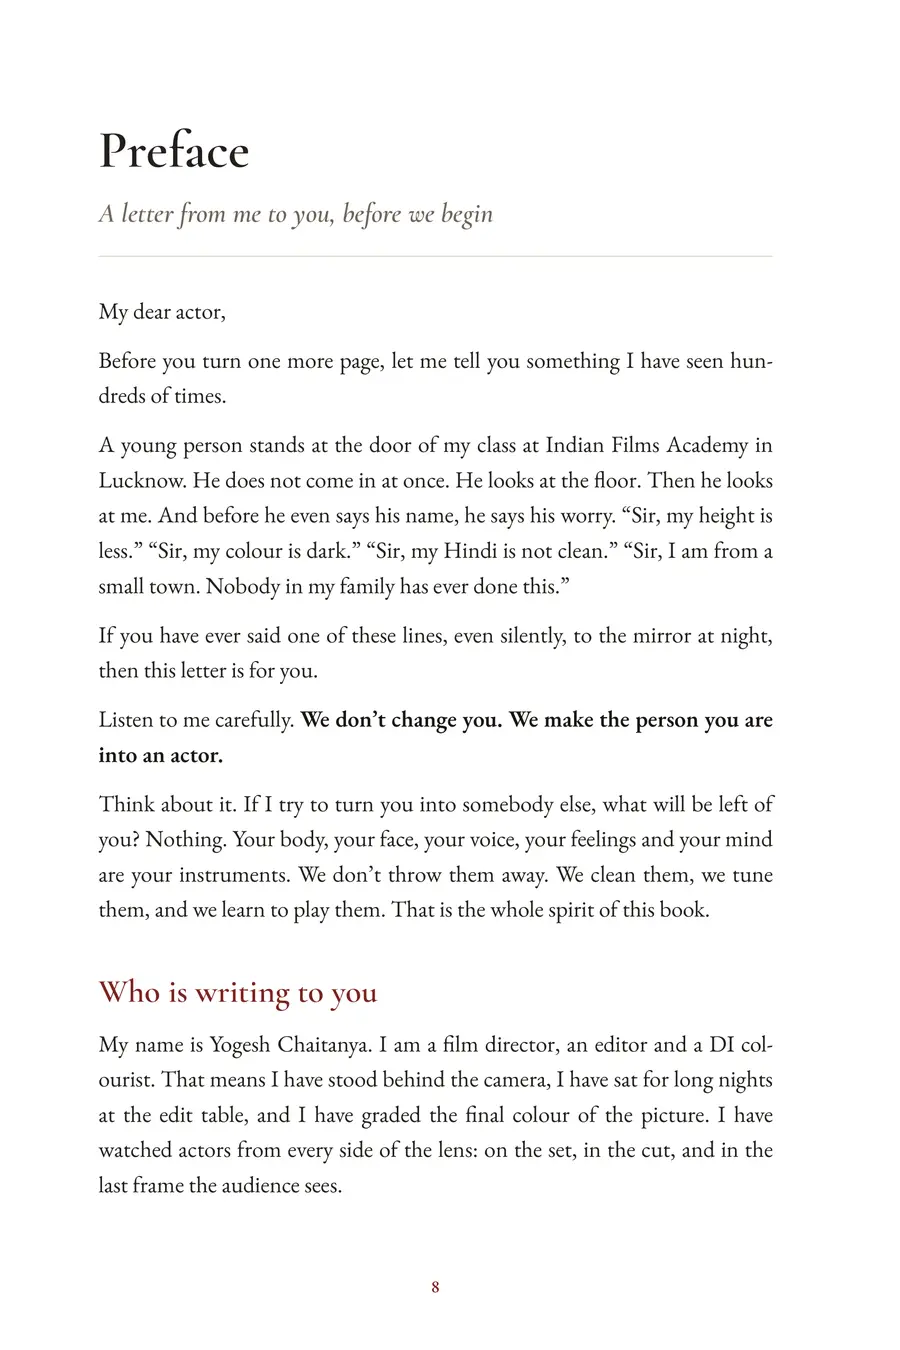 Preface
A letter from me to you, before we begin
My dear actor,
Before you turn one more page, let me tell you something I have seen hun-
dreds of times.
A young person stands at the door of my class at Indian Films Academy in
Lucknow. He does not come in at once. He looks at the floor. Then he looks
at me. And before he even says his name, he says his worry. “Sir, my height is
less.” “Sir, my colour is dark.” “Sir, my Hindi is not clean.” “Sir, I am from a
small town. Nobody in my family has ever done this.”
If you have ever said one of these lines, even silently, to the mirror at night,
then this letter is for you.
Listen to me carefully. We don’t change you. We make the person you are
into an actor.
Think about it. If I try to turn you into somebody else, what will be left of
you? Nothing. Your body, your face, your voice, your feelings and your mind
are your instruments. We don’t throw them away. We clean them, we tune
them, and we learn to play them. That is the whole spirit of this book.
Who is writing to you
My name is Yogesh Chaitanya. I am a film director, an editor and a DI col-
ourist. That means I have stood behind the camera, I have sat for long nights
at the edit table, and I have graded the final colour of the picture. I have
watched actors from every side of the lens: on the set, in the cut, and in the
last frame the audience sees.
8